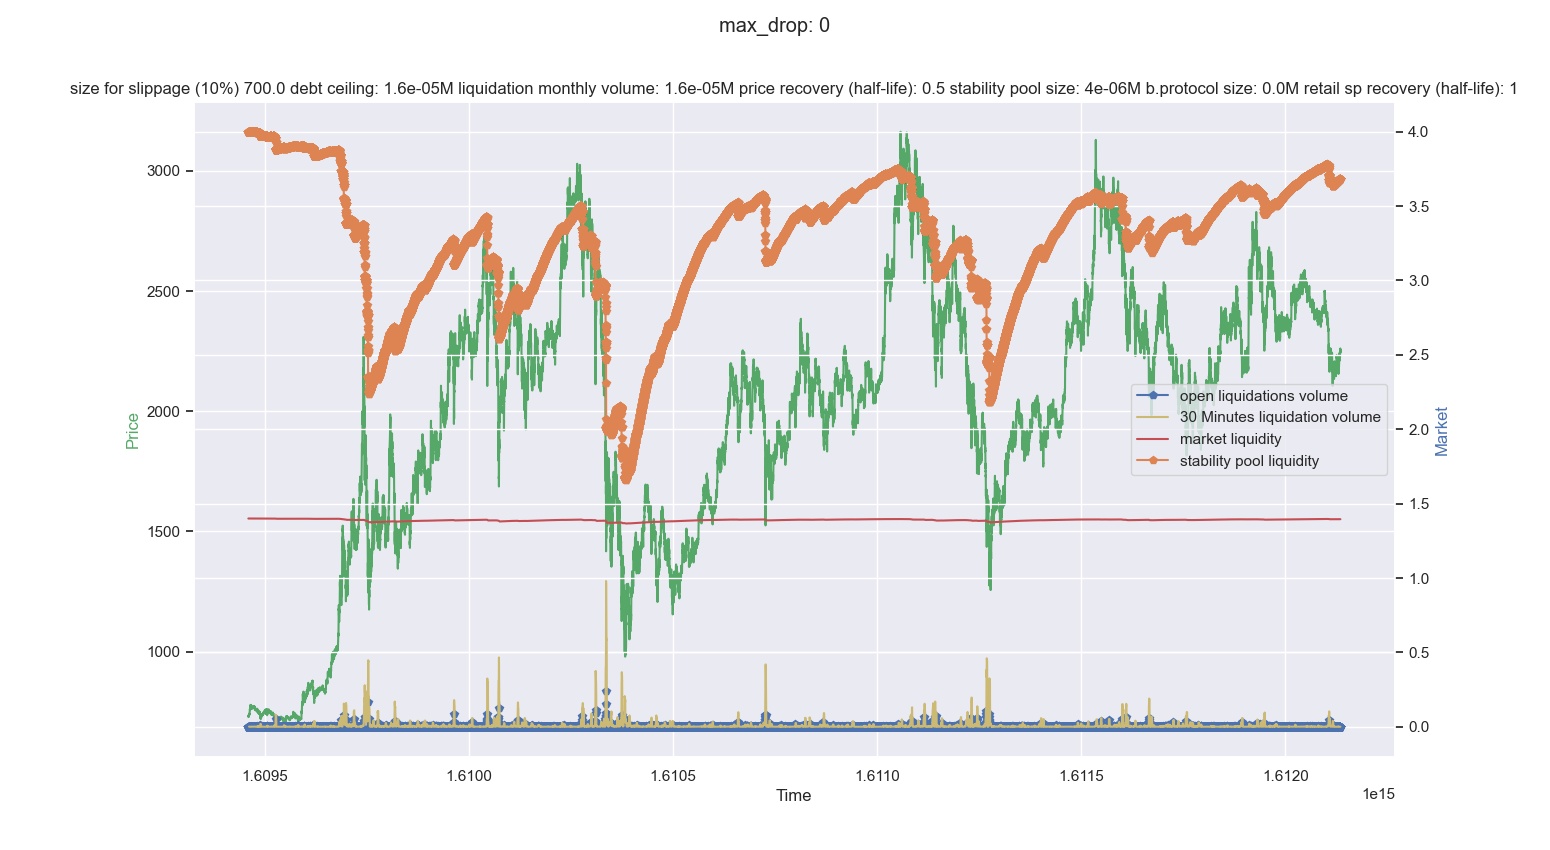 max_drop: 0
size for slippage (10%) 700.0 debt ceiling: 1.6e-05M liquidation monthly volume: 1.6e-05M price recovery (half-life): 0.5 stability pool size: 4e-06M b.protocol size: 0.0M retail sp recovery (half-life): 1
3000
2500
2000
1500
1000
Price
4.0
3.5
3.0
2.5
2.0
1.5
1.0
0.5
0.0
Market
open liquidations volume
30 Minutes liquidation volume
market liquidity
stability pool liquidity
1.6095
1.6100
1.6105
1.6110
1.6115
1.6120
Time
1e15